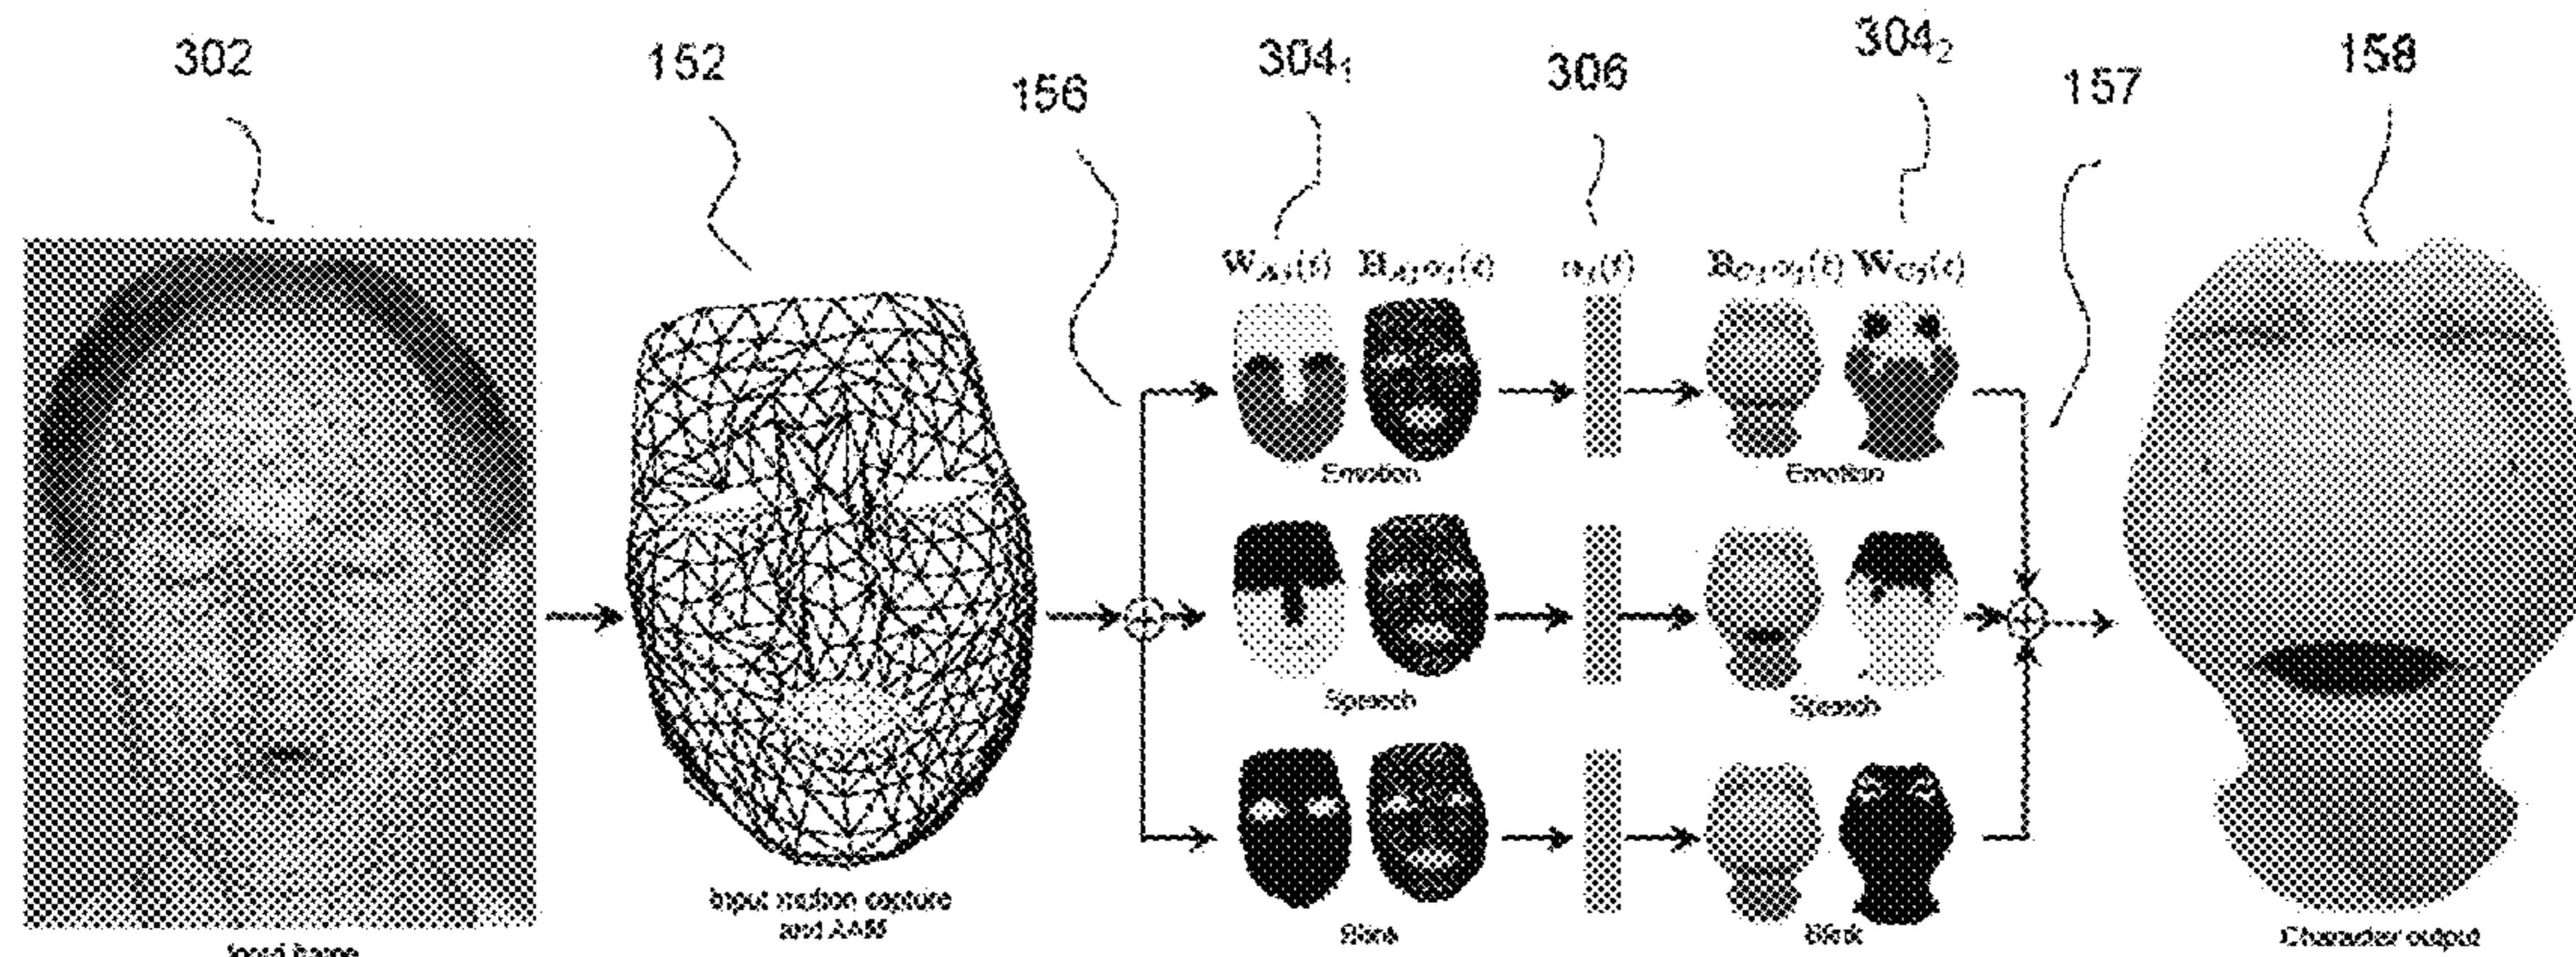 302
152
156
304₁
306
304₂
157
158
Emotion
Emotion
Speech
Speech
Input motion capture
and AAM
Blink
Blink
Character output
Input frame